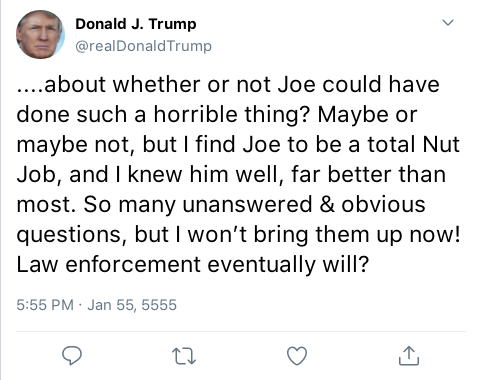 Donald J. Trump
@realDonaldTrump
....about whether or not Joe could have
done such a horrible thing? Maybe or
maybe not, but I find Joe to be a total Nut
Job, and I knew him well, far better than
most. So many unanswered & obvious
questions, but I won’t bring them up now!
Law enforcement eventually will?
5:55 PM · Jan 55, 5555